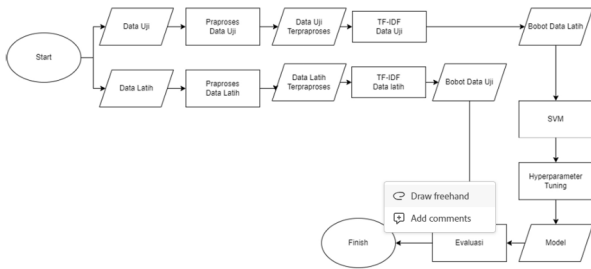 Start
Data Uji
Praproses
Data Uji
Data Uji
Terpraproses
TF-IDF
Data Uji
Bobot Data Latih
Data Latih
Praproses
Data Latih
Data Latih
Terpraproses
TF-IDF
Data latih
Bobot Data Uji
SVM
Hyperparameter
Tuning
Draw freehand
Add comments
Finish
Evaluasi
Model